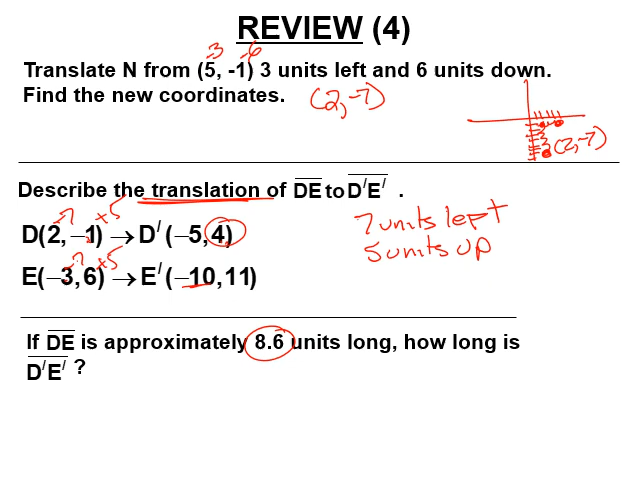 REVIEW (4)
-3 -6
Translate N from (5, -1) 3 units left and 6 units down.
Find the new coordinates. (2,-7)
(2,-7)
Describe the translation of DE to D/E/ .
-7 +5
D(2, −1) → D/ (−5, 4)
7 units left
5 units up
-7 +5
E(−3, 6) → E/ (−10, 11)
If DE is approximately 8.6 units long, how long is
D/E/ ?